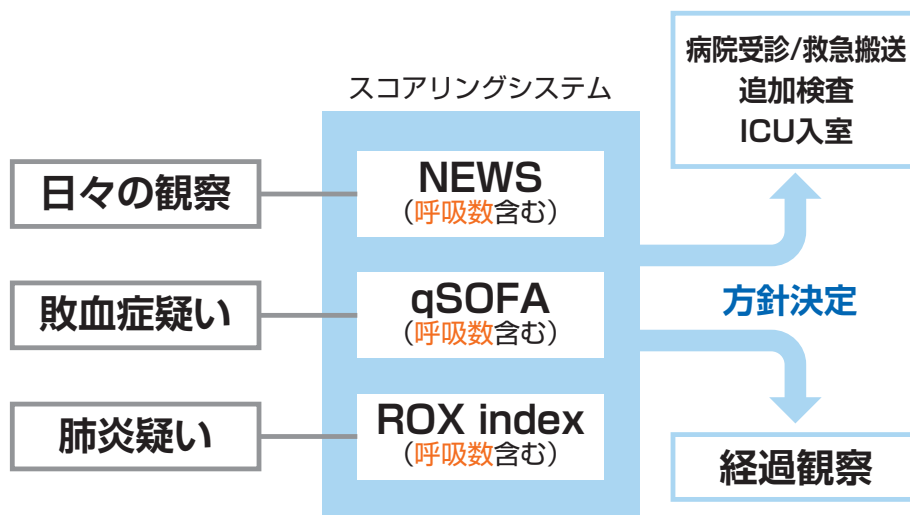 スコアリングシステム
日々の観察
NEWS
（呼吸数含む）
敗血症疑い
qSOFA
（呼吸数含む）
肺炎疑い
ROX index
（呼吸数含む）
病院受診/救急搬送
追加検査
ICU入室
方針決定
経過観察